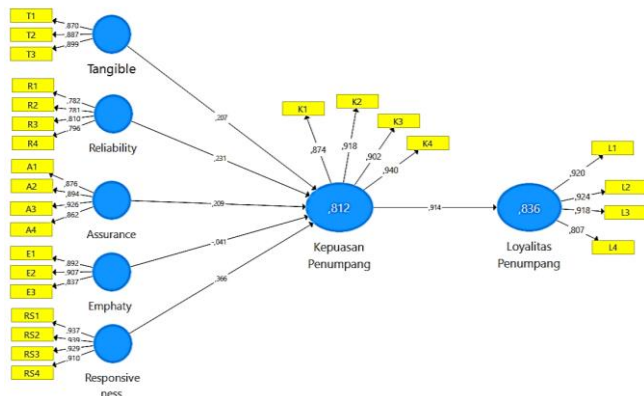 T1
,870
T2
,887
T3
,899
Tangible
R1
,782
R2
,781
R3
,810
R4
,796
Reliability
A1
,876
A2
,894
A3
,926
A4
,862
Assurance
E1
,892
E2
,907
E3
,837
Emphaty
RS1
,937
RS2
,939
RS3
,929
RS4
,910
Responsive
ness
,231
,209
-,041
,366
K1
,874
K2
,918
K3
,902
K4
,940
,812
Kepuasan
Penumpang
,914
,836
Loyalitas
Penumpang
L1
,920
L2
,924
L3
,918
L4
,807